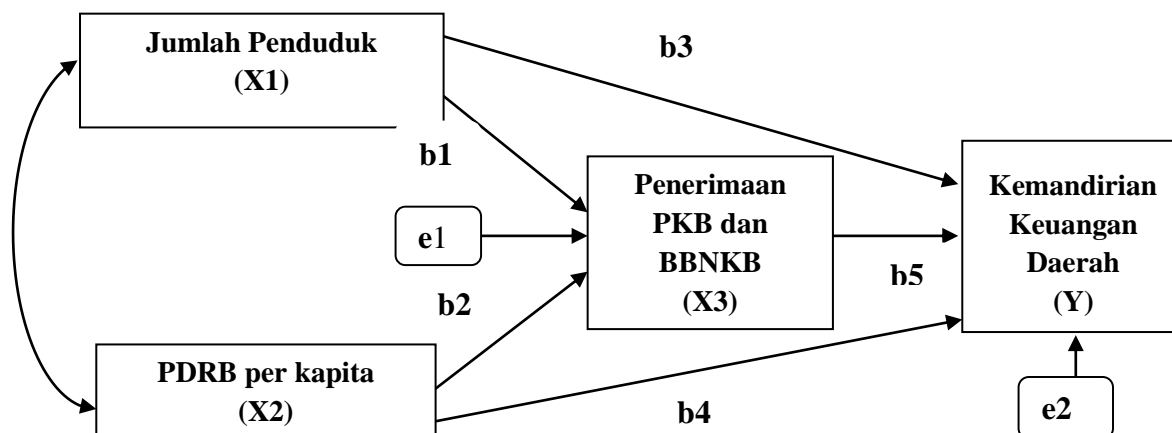 Jumlah Penduduk
(X1)
b3
b1
Penerimaan
PKB dan
BBNKB
(X3)
Kemandirian
Keuangan
Daerah
(Y)
e1
b5
b2
PDRB per kapita
(X2)
b4
e2